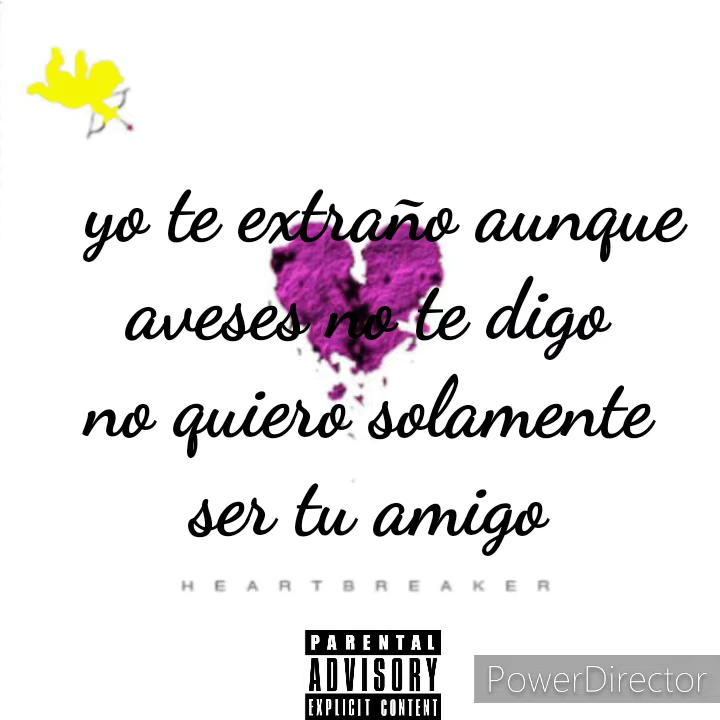 yo te extraño aunque
aveses no te digo
no quiero solamente
ser tu amigo
HEARTBREAKER
PARENTAL
ADVISORY
EXPLICIT CONTENT
PowerDirector